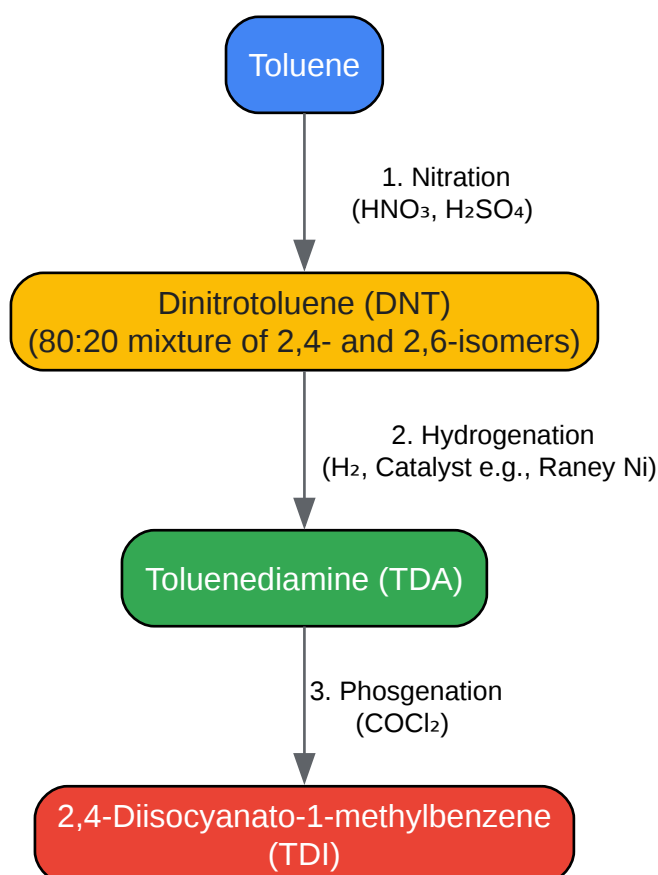 Toluene
1. Nitration
(HNO₃, H₂SO₄)
Dinitrotoluene (DNT)
(80:20 mixture of 2,4- and 2,6-isomers)
2. Hydrogenation
(H₂, Catalyst e.g., Raney Ni)
Toluenediamine (TDA)
3. Phosgenation
(COCl₂)
2,4-Diisocyanato-1-methylbenzene
(TDI)